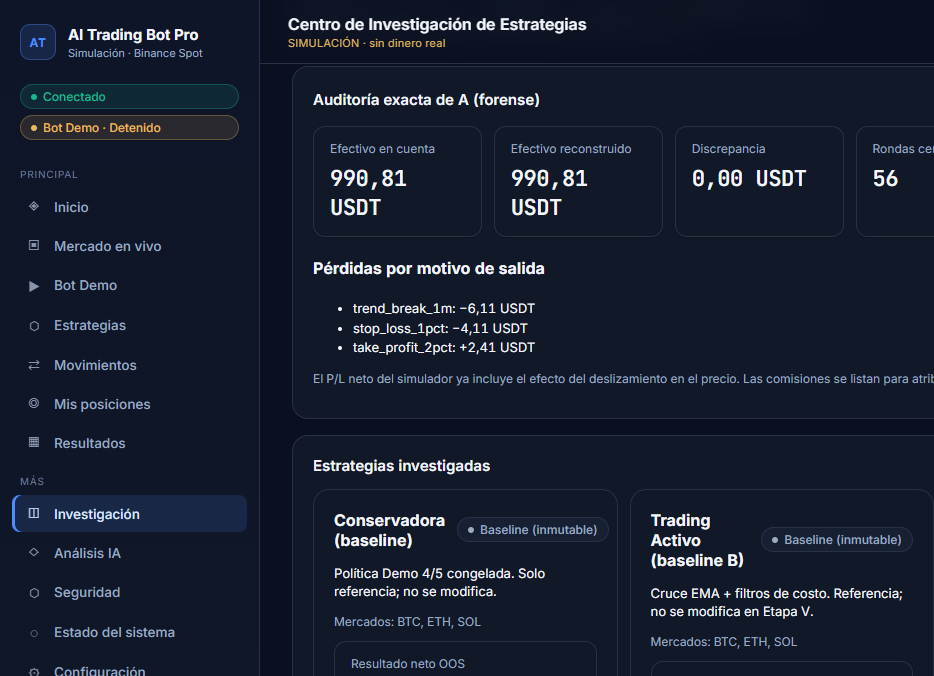 AT
AI Trading Bot Pro
Simulación · Binance Spot
Conectado
Bot Demo · Detenido
PRINCIPAL
Inicio
Mercado en vivo
Bot Demo
Estrategias
Movimientos
Mis posiciones
Resultados
MÁS
Investigación
Análisis IA
Seguridad
Estado del sistema
Configuración
Centro de Investigación de Estrategias
SIMULACIÓN · sin dinero real
Auditoría exacta de A (forense)
Efectivo en cuenta
990,81
USDT
Efectivo reconstruido
990,81
USDT
Discrepancia
0,00 USDT
Rondas
56
Pérdidas por motivo de salida
• trend_break_1m: −6,11 USDT
• stop_loss_1pct: −4,11 USDT
• take_profit_2pct: +2,41 USDT
El P/L neto del simulador ya incluye el efecto del deslizamiento en el precio. Las comisiones se listan para
Estrategias investigadas
Conservadora
(baseline)
Baseline (inmutable)
Política Demo 4/5 congelada. Solo
referencia; no se modifica.
Mercados: BTC, ETH, SOL
Resultado neto OOS
Trading
Activo
(baseline B)
Baseline (inmutable)
Cruce EMA + filtros de costo. Referencia;
no se modifica en Etapa V.
Mercados: BTC, ETH, SOL